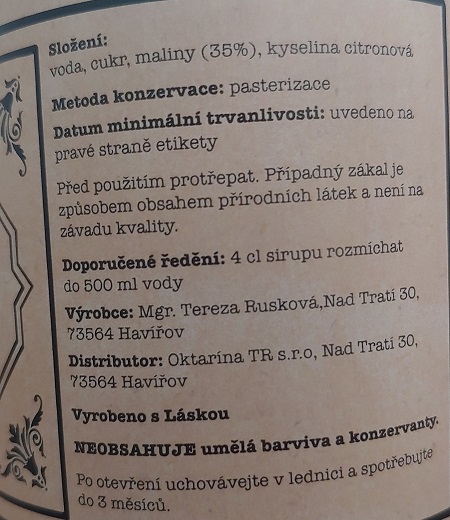 Složení:
voda, cukr, maliny (35%), kyselina citronová
Metoda konzervace: pasterizace
Datum minimální trvanlivosti: uvedeno na
pravé straně etikety
Před použitím protřepat. Případný zákal je
způsobem obsahem přírodních látek a není na
závadu kvality.
Doporučené ředění: 4 cl sirupu rozmíchat
do 500 ml vody
Výrobce: Mgr. Tereza Rusková,Nad Tratí 30,
73564 Havířov
Distributor: Oktarína TR s.r.o, Nad Tratí 30,
73564 Havířov
Vyrobeno s Láskou
NEOBSAHUJE umělá barviva a konzervanty.
Po otevření uchovávejte v lednici a spotřebujte
do 3 měsíců.